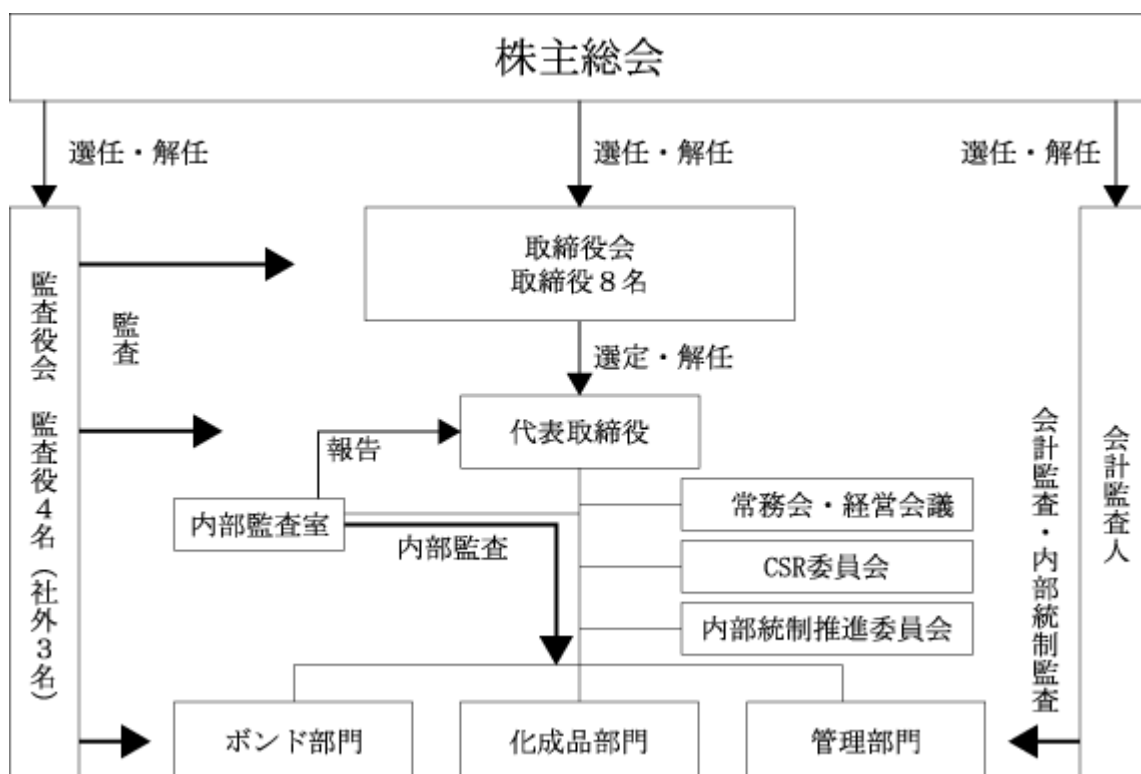 株主総会
選任・解任
選任・解任
選任・解任
取締役会
取締役８名
監査役会　監査役４名（社外３名）
監査
選定・解任
代表取締役
報告
内部監査室
内部監査
常務会・経営会議
CSR委員会
内部統制推進委員会
会計監査・内部統制監査
会計監査人
ボンド部門
化成品部門
管理部門